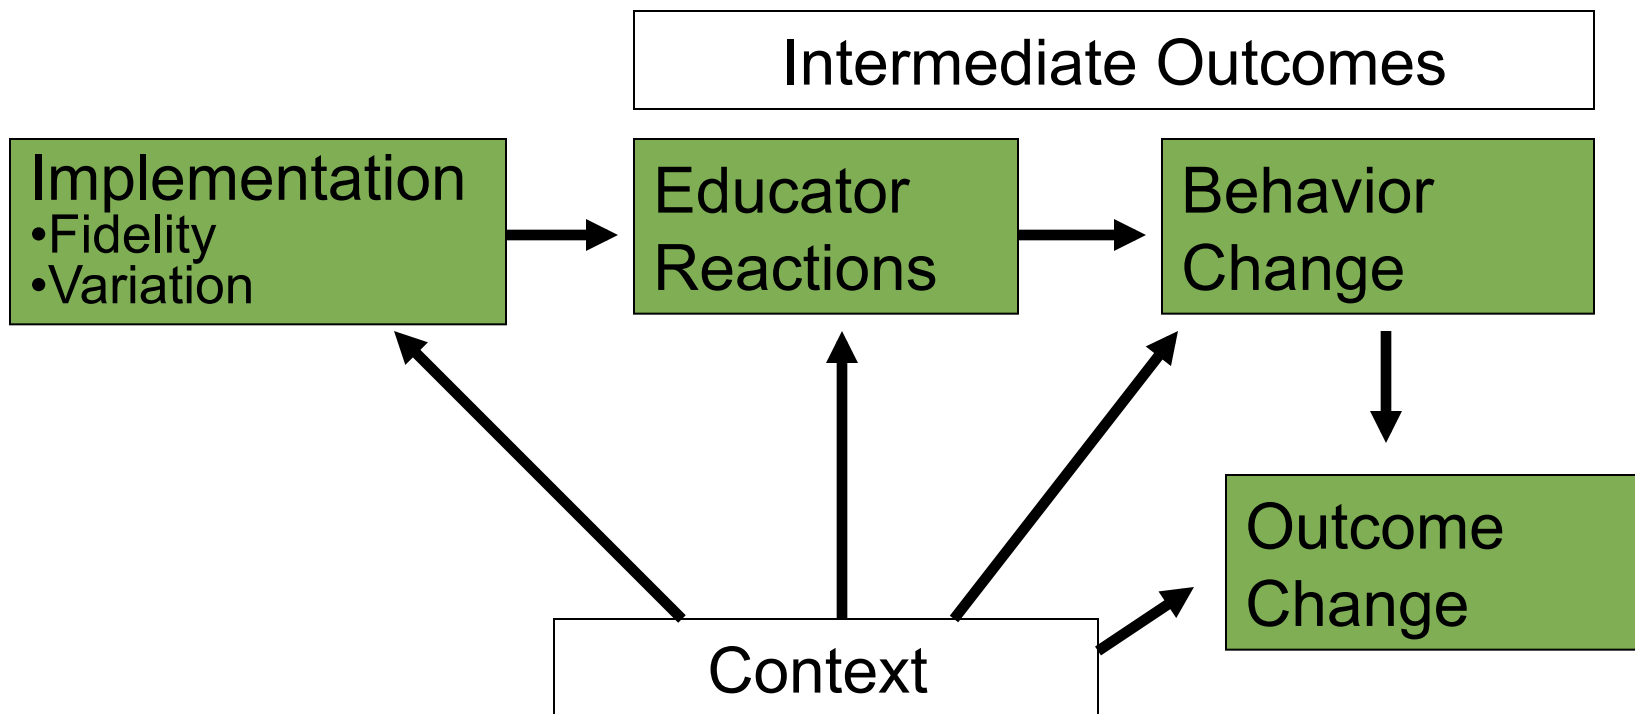 Intermediate Outcomes
Implementation
•Fidelity
•Variation
Educator
Reactions
Behavior
Change
Outcome
Change
Context